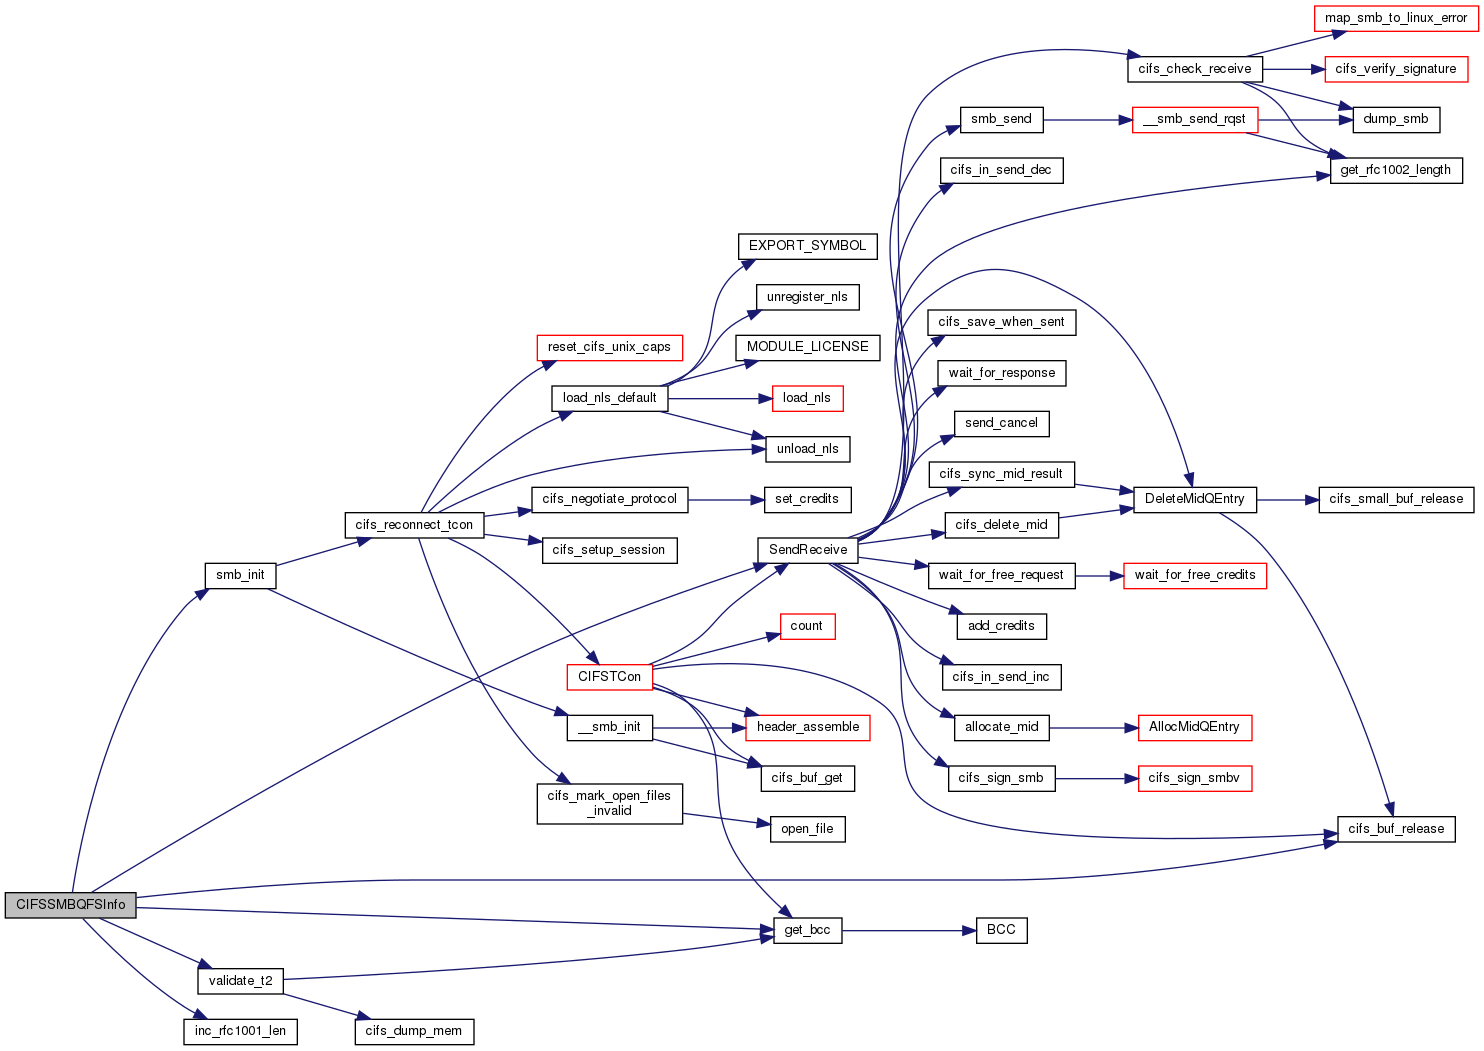 map_smb_to_linux_error
cifs_check_receive
cifs_verify_signature
smb_send
__smb_send_rqst
dump_smb
cifs_in_send_dec
get_rfc1002_length
EXPORT_SYMBOL
unregister_nls
cifs_save_when_sent
reset_cifs_unix_caps
MODULE_LICENSE
wait_for_response
load_nls_default
load_nls
send_cancel
unload_nls
cifs_sync_mid_result
cifs_negotiate_protocol
set_credits
DeleteMidQEntry
cifs_small_buf_release
cifs_reconnect_tcon
cifs_delete_mid
cifs_setup_session
SendReceive
smb_init
wait_for_free_request
wait_for_free_credits
count
add_credits
CIFSTCon
cifs_in_send_inc
__smb_init
header_assemble
allocate_mid
AllocMidQEntry
cifs_buf_get
cifs_sign_smb
cifs_sign_smbv
cifs_mark_open_files
_invalid
open_file
cifs_buf_release
CIFSSMBQFSInfo
get_bcc
BCC
validate_t2
inc_rfc1001_len
cifs_dump_mem